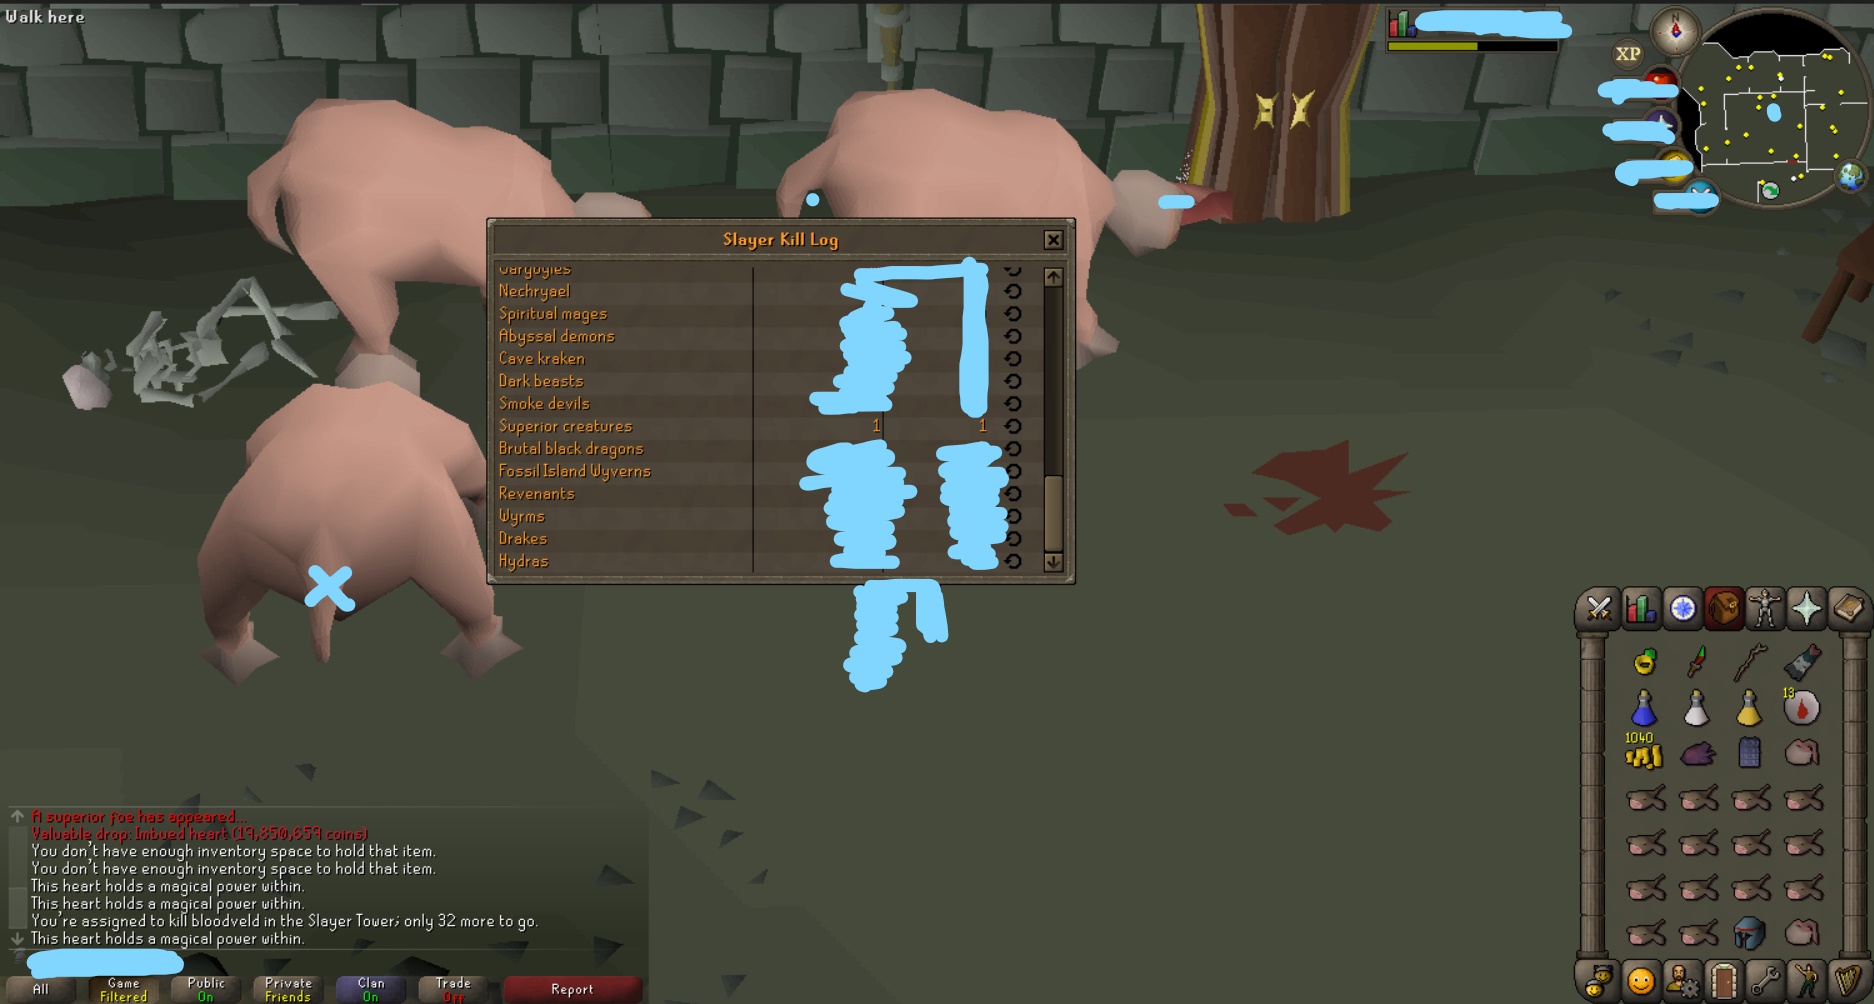 Walk here
XP
N
Slayer Kill Log
Gargoyles
Nechryael
Spiritual mages
Abyssal demons
Cave kraken
Dark beasts
Smoke devils
Superior creatures 1 1
Brutal black dragons
Fossil Island Wyverns
Revenants
Wyrms
Drakes
Hydras
13
1040
A superior foe has appeared...
Valuable drop: Imbued heart (19,850,659 coins)
You don't have enough inventory space to hold that item.
You don't have enough inventory space to hold that item.
This heart holds a magical power within.
This heart holds a magical power within.
You're assigned to kill bloodveld in the Slayer Tower; only 32 more to go.
This heart holds a magical power within.
All
Game
Filtered
Public
On
Private
Friends
Clan
On
Trade
Off
Report